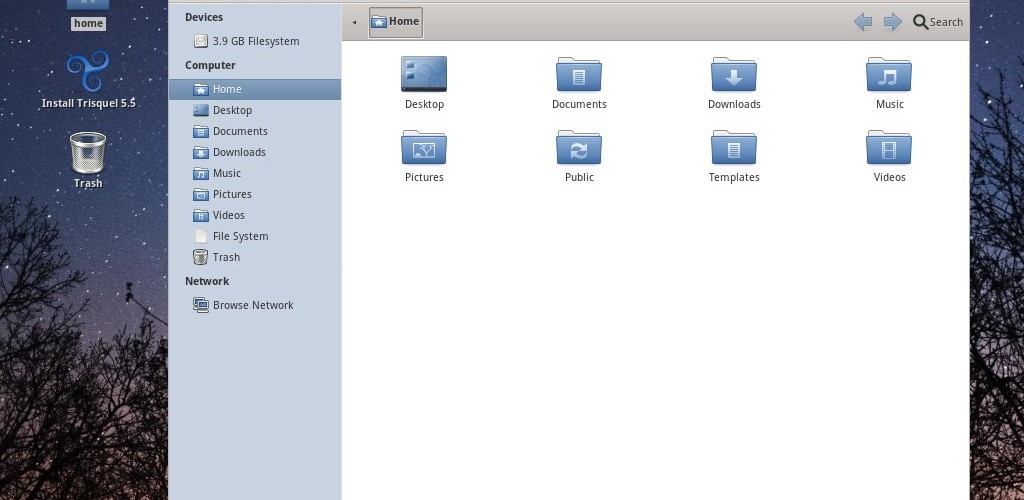 home
Install Trisquel 5.5
Trash
Devices
3.9 GB Filesystem
Computer
Home
Desktop
Documents
Downloads
Music
Pictures
Videos
File System
Trash
Network
Browse Network
Home
Search
Desktop
Documents
Downloads
Music
Pictures
Public
Templates
Videos